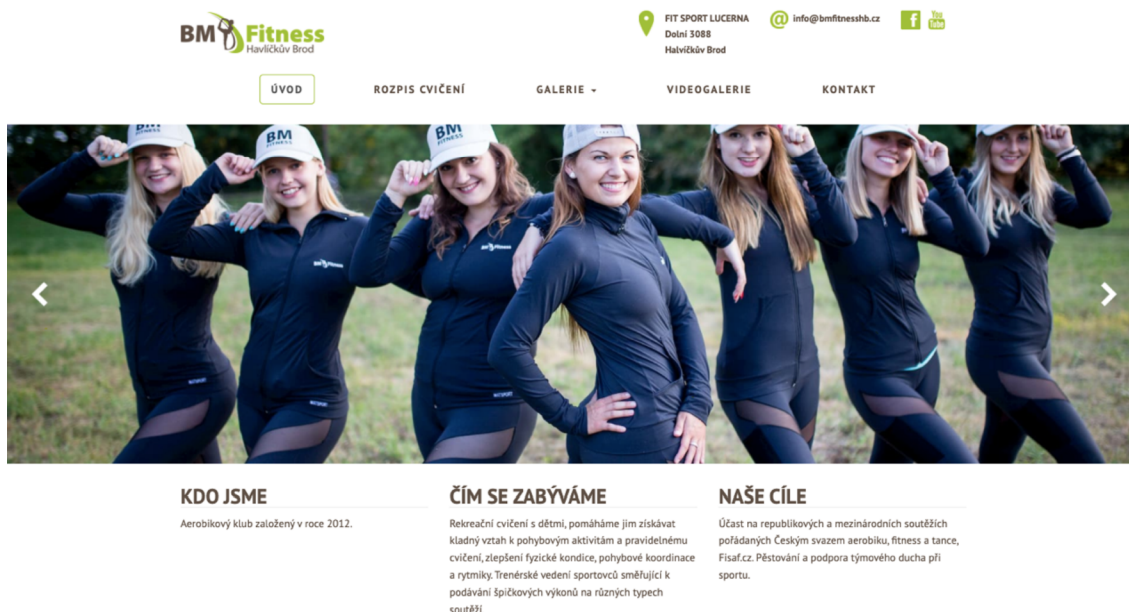 BM Fitness
Havlíčkův Brod
FIT SPORT LUCERNA
Dolní 3088
Halvíčkův Brod
info@bmfitnesshb.cz
f
You Tube
ÚVOD
ROZPIS CVIČENÍ
GALERIE
VIDEOGALERIE
KONTAKT
BM
FITNESS
BM
FITNESS
BM
FITNESS
BM Fitness
KDO JSME
Aerobikový klub založený v roce 2012.
ČÍM SE ZABÝVÁME
Rekreační cvičení s dětmi, pomáháme jim získávat
kladný vztah k pohybovým aktivitám a pravidelnému
cvičení, zlepšení fyzické kondice, pohybové koordinace
a rytmiky. Trenérské vedení sportovců směřující k
podávání špičkových výkonů na různých typech
soutěží
NAŠE CÍLE
Účast na republikových a mezinárodních soutěžích
pořádaných Českým svazem aerobiku, fitness a tance,
Fisaf.cz. Pěstování a podpora týmového ducha při
sportu.